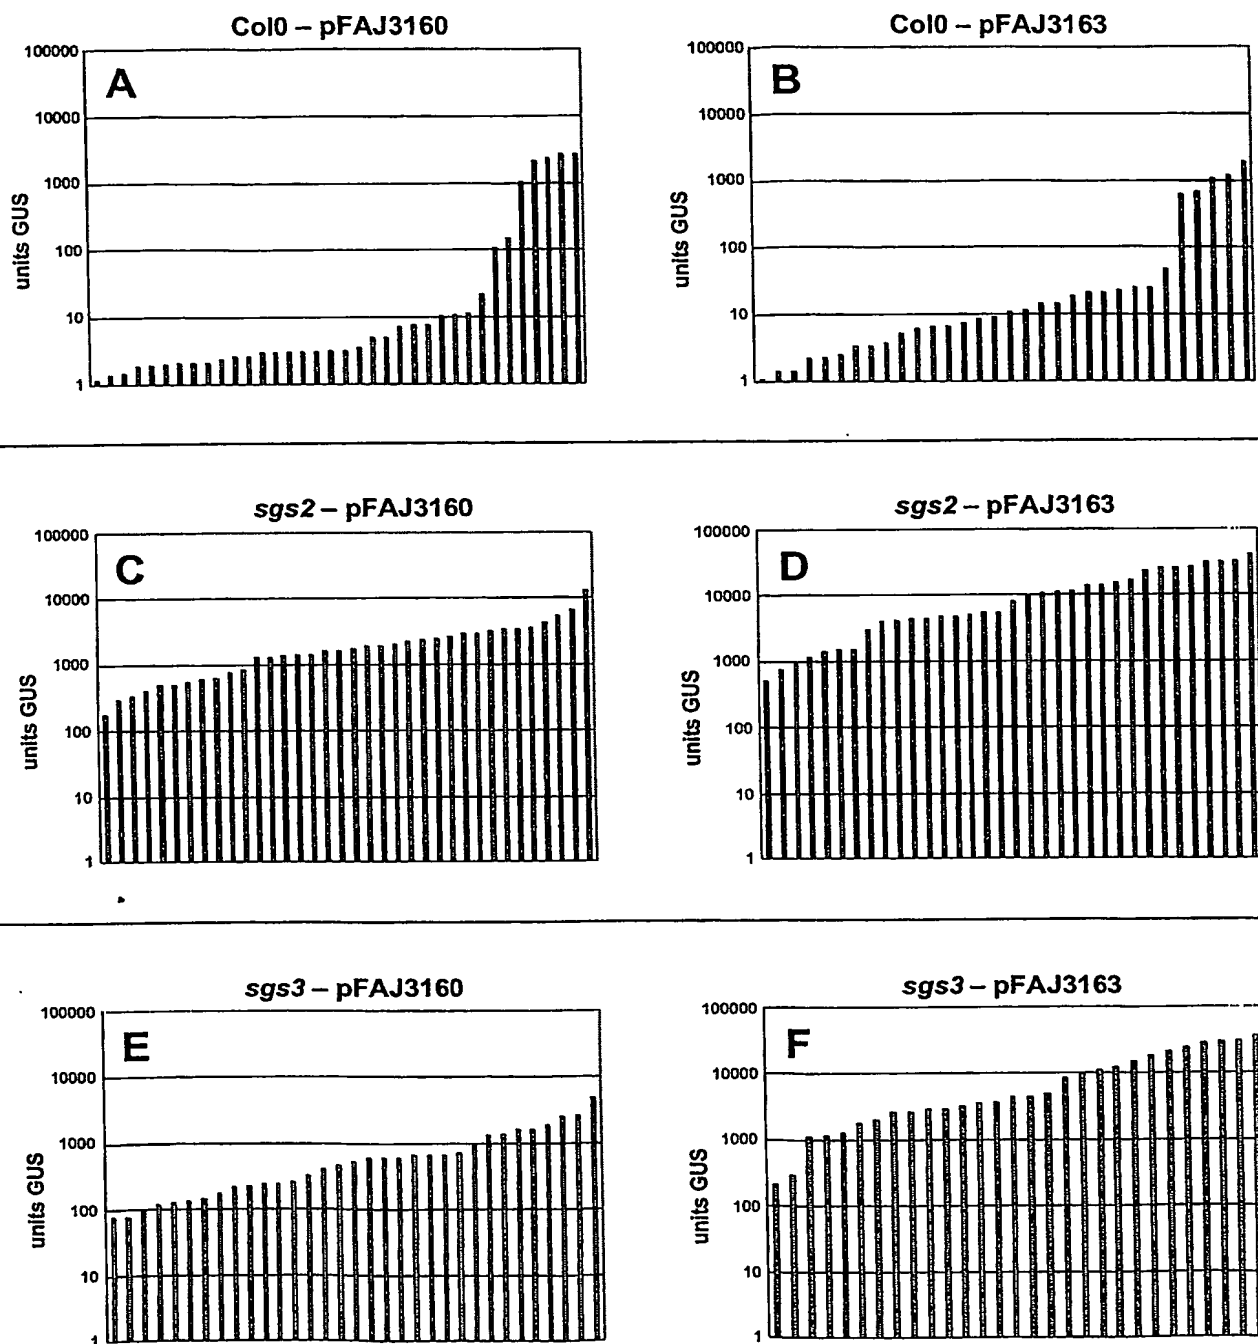 Col0 – pFAJ3160
100000
10000
1000
100
10
1
units GUS
A
Col0 – pFAJ3163
100000
10000
1000
100
10
1
units GUS
B
sgs2 – pFAJ3160
100000
10000
1000
100
10
1
units GUS
C
sgs2 – pFAJ3163
100000
10000
1000
100
10
1
units GUS
D
sgs3 – pFAJ3160
100000
10000
1000
100
10
1
units GUS
E
sgs3 – pFAJ3163
100000
10000
1000
100
10
1
units GUS
F